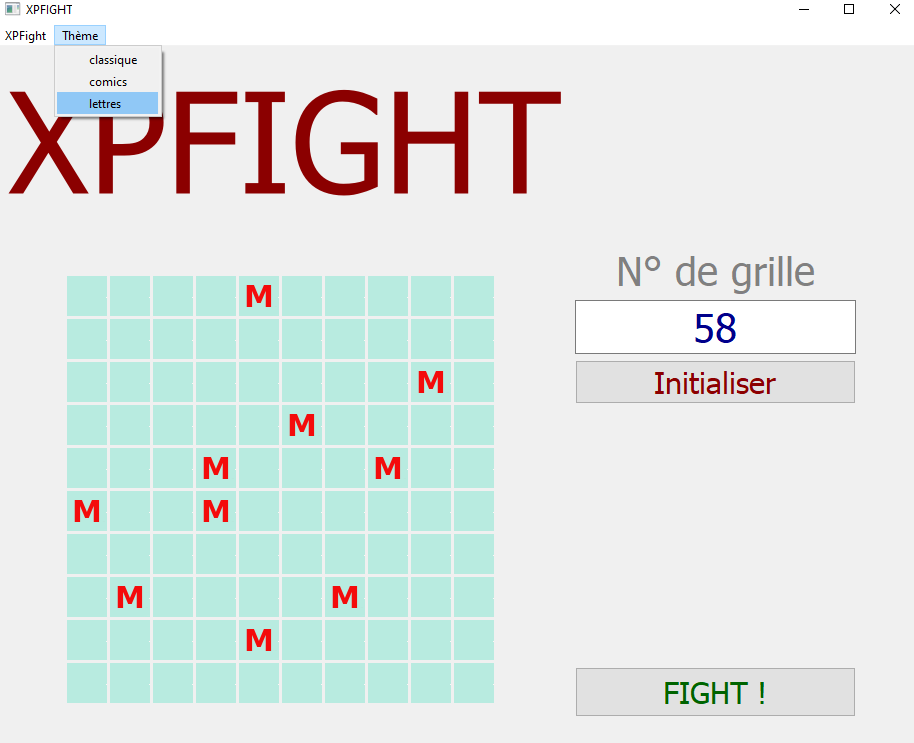 XPFIGHT
XPFight Thème
classique
comics
lettres
XPFIGHT
N° de grille
58
Initialiser
M
M
M
M M
M M
M M
M
FIGHT !